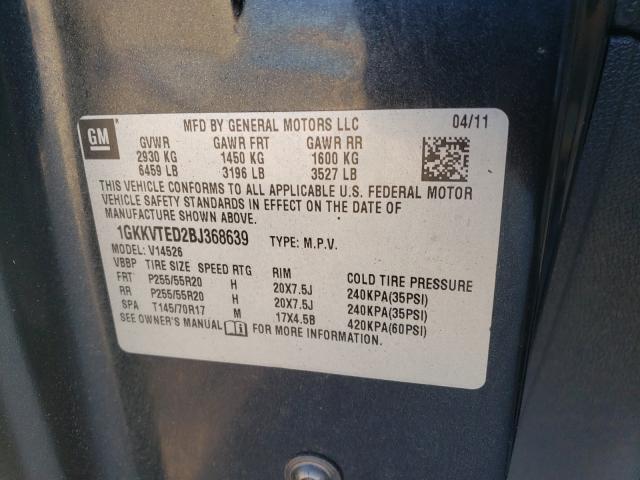 GM
MFD BY GENERAL MOTORS LLC 04/11
GVWR GAWR FRT GAWR RR
2930 KG 1450 KG 1600 KG
6459 LB 3196 LB 3527 LB
THIS VEHICLE CONFORMS TO ALL APPLICABLE U.S. FEDERAL MOTOR
VEHICLE SAFETY STANDARDS IN EFFECT ON THE DATE OF
MANUFACTURE SHOWN ABOVE.
1GKKVTED2BJ368639 TYPE: M.P.V.
MODEL: V14526
VBBP TIRE SIZE SPEED RTG RIM COLD TIRE PRESSURE
FRT P255/55R20 H 20X7.5J 240KPA(35PSI)
RR P255/55R20 H 20X7.5J 240KPA(35PSI)
SPA T145/70R17 M 17X4.5B 420KPA(60PSI)
SEE OWNER'S MANUAL FOR MORE INFORMATION.